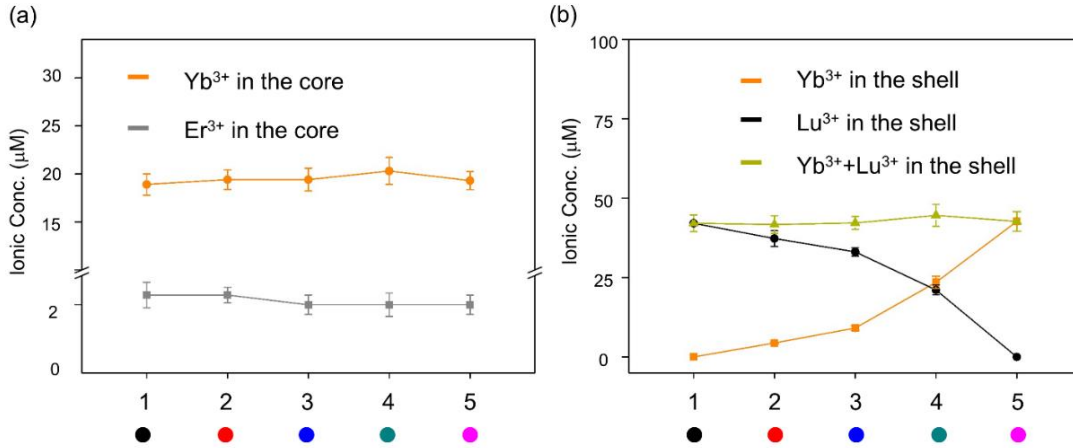 (a)
Ionic Conc. (μM)
30
25
20
15
2
0
Yb³⁺ in the core
Er³⁺ in the core
1 2 3 4 5
(b)
Ionic Conc. (μM)
100
75
50
25
0
Yb³⁺ in the shell
Lu³⁺ in the shell
Yb³⁺+Lu³⁺ in the shell
1 2 3 4 5